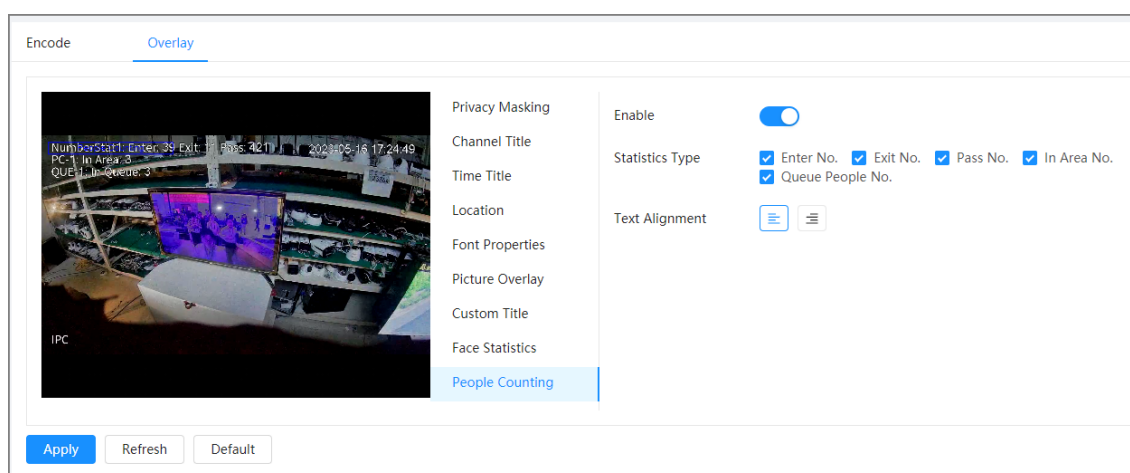 Encode Overlay
NumberStat1: Enter: 39 Exit: Pass: 421 2023-05-16 17:24:49
PC-1: In Area: 3
QUE-1: In Queue: 3
IPC
Privacy Masking
Channel Title
Time Title
Location
Font Properties
Picture Overlay
Custom Title
Face Statistics
People Counting
Enable
Statistics Type Enter No. Exit No. Pass No. In Area No.
Queue People No.
Text Alignment
Apply Refresh Default